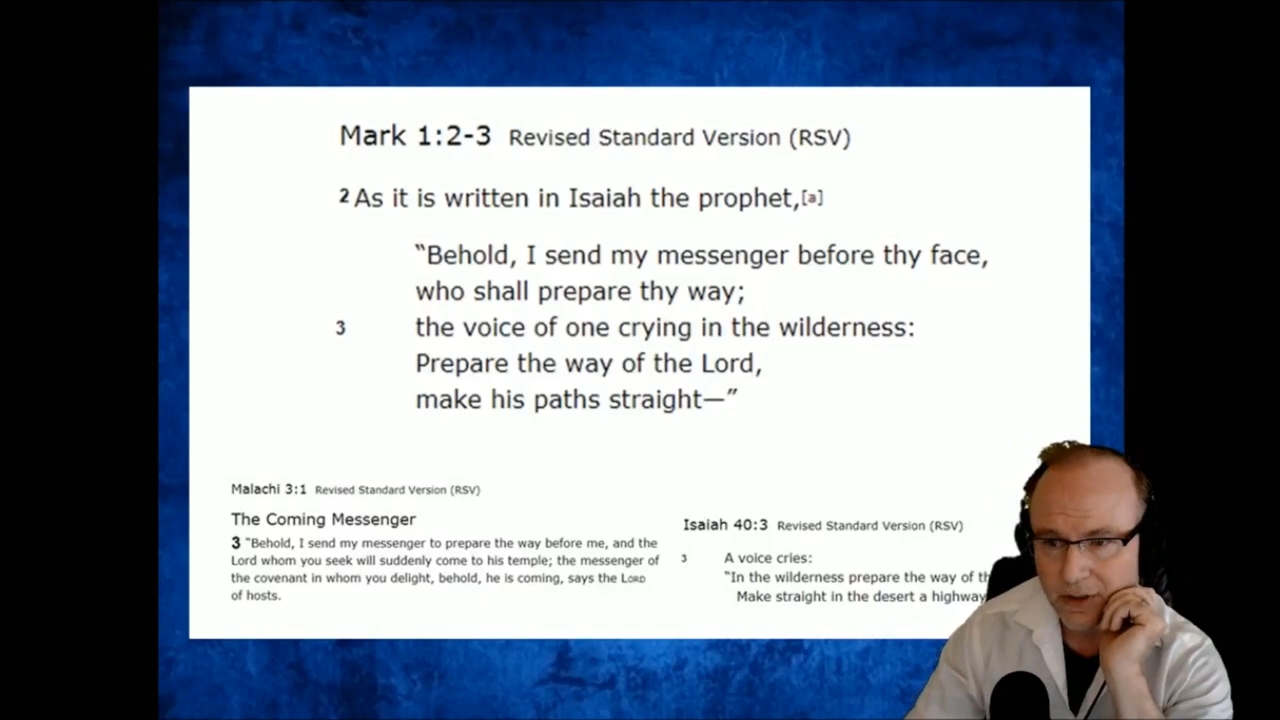 Mark 1:2-3 Revised Standard Version (RSV)
2 As it is written in Isaiah the prophet,[a]
“Behold, I send my messenger before thy face,
who shall prepare thy way;
3 the voice of one crying in the wilderness:
Prepare the way of the Lord,
make his paths straight—”
Malachi 3:1 Revised Standard Version (RSV)
The Coming Messenger
3 “Behold, I send my messenger to prepare the way before me, and the
Lord whom you seek will suddenly come to his temple; the messenger of
the covenant in whom you delight, behold, he is coming, says the LORD
of hosts.
Isaiah 40:3 Revised Standard Version (RSV)
3 A voice cries:
“In the wilderness prepare the way of
Make straight in the desert a highway